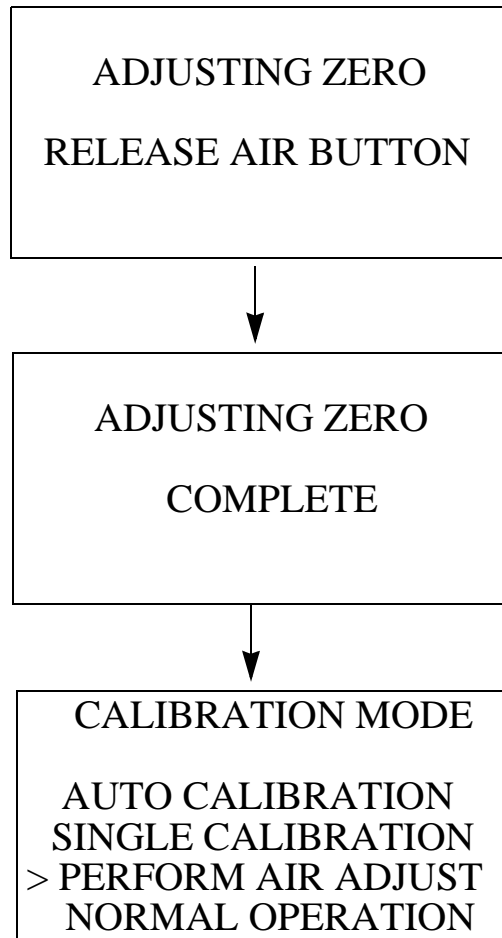 ADJUSTING ZERO
RELEASE AIR BUTTON
ADJUSTING ZERO
COMPLETE
CALIBRATION MODE
AUTO CALIBRATION
SINGLE CALIBRATION
> PERFORM AIR ADJUST
NORMAL OPERATION